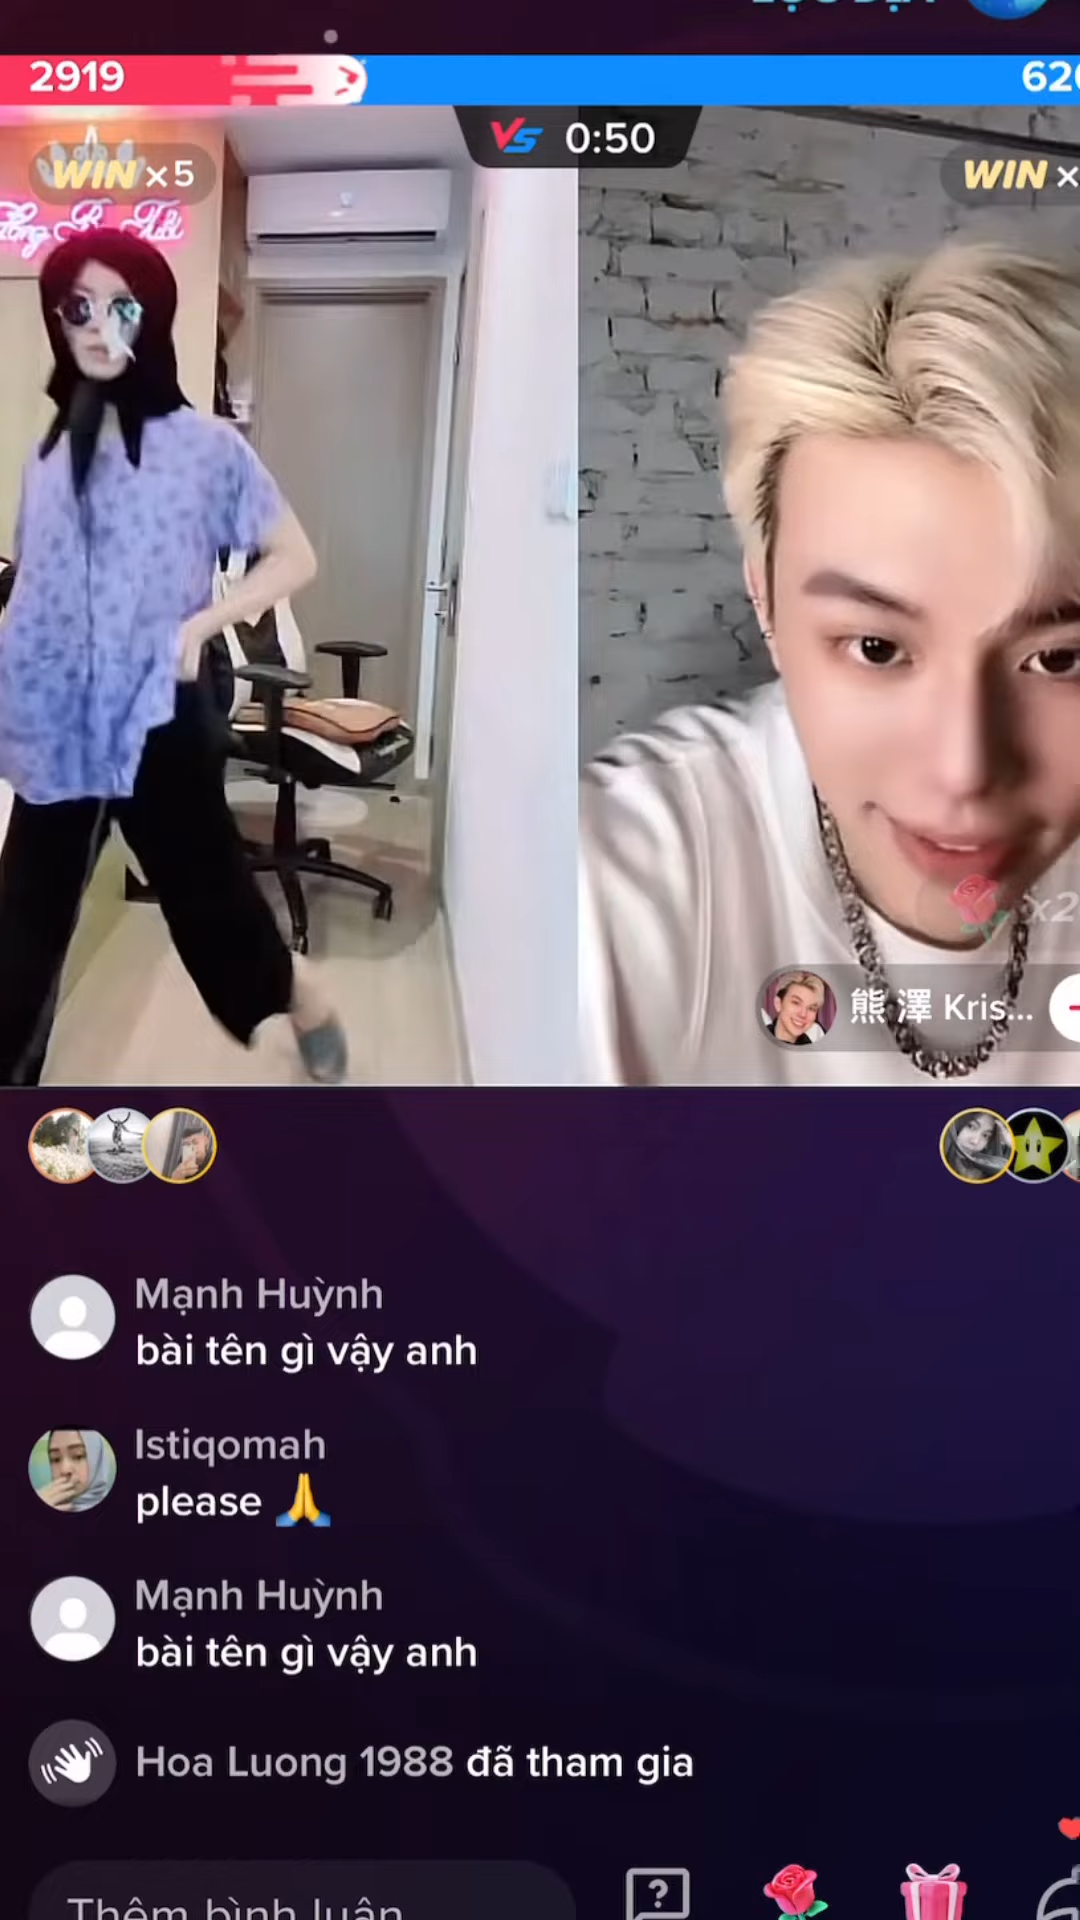 2919
VS 0:50
WIN x5
WIN x
熊 澤 Kris...
Mạnh Huỳnh
bài tên gì vậy anh
Istiqomah
please 🙏
Mạnh Huỳnh
bài tên gì vậy anh
Hoa Luong 1988 đã tham gia
Thêm bình luận